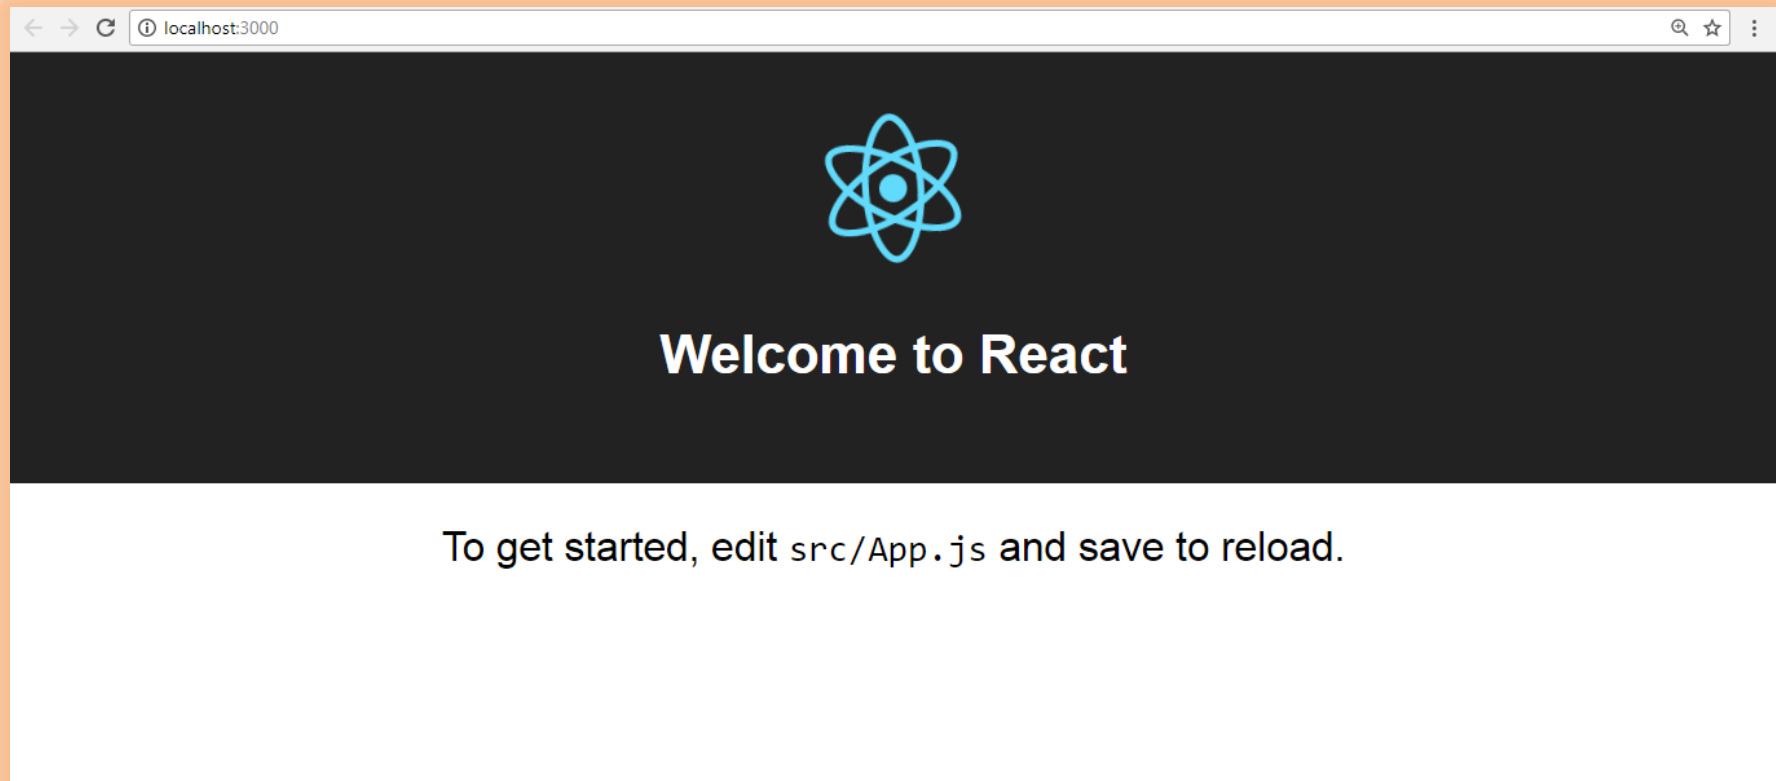 localhost:3000
Welcome to React
To get started, edit src/App.js and save to reload.